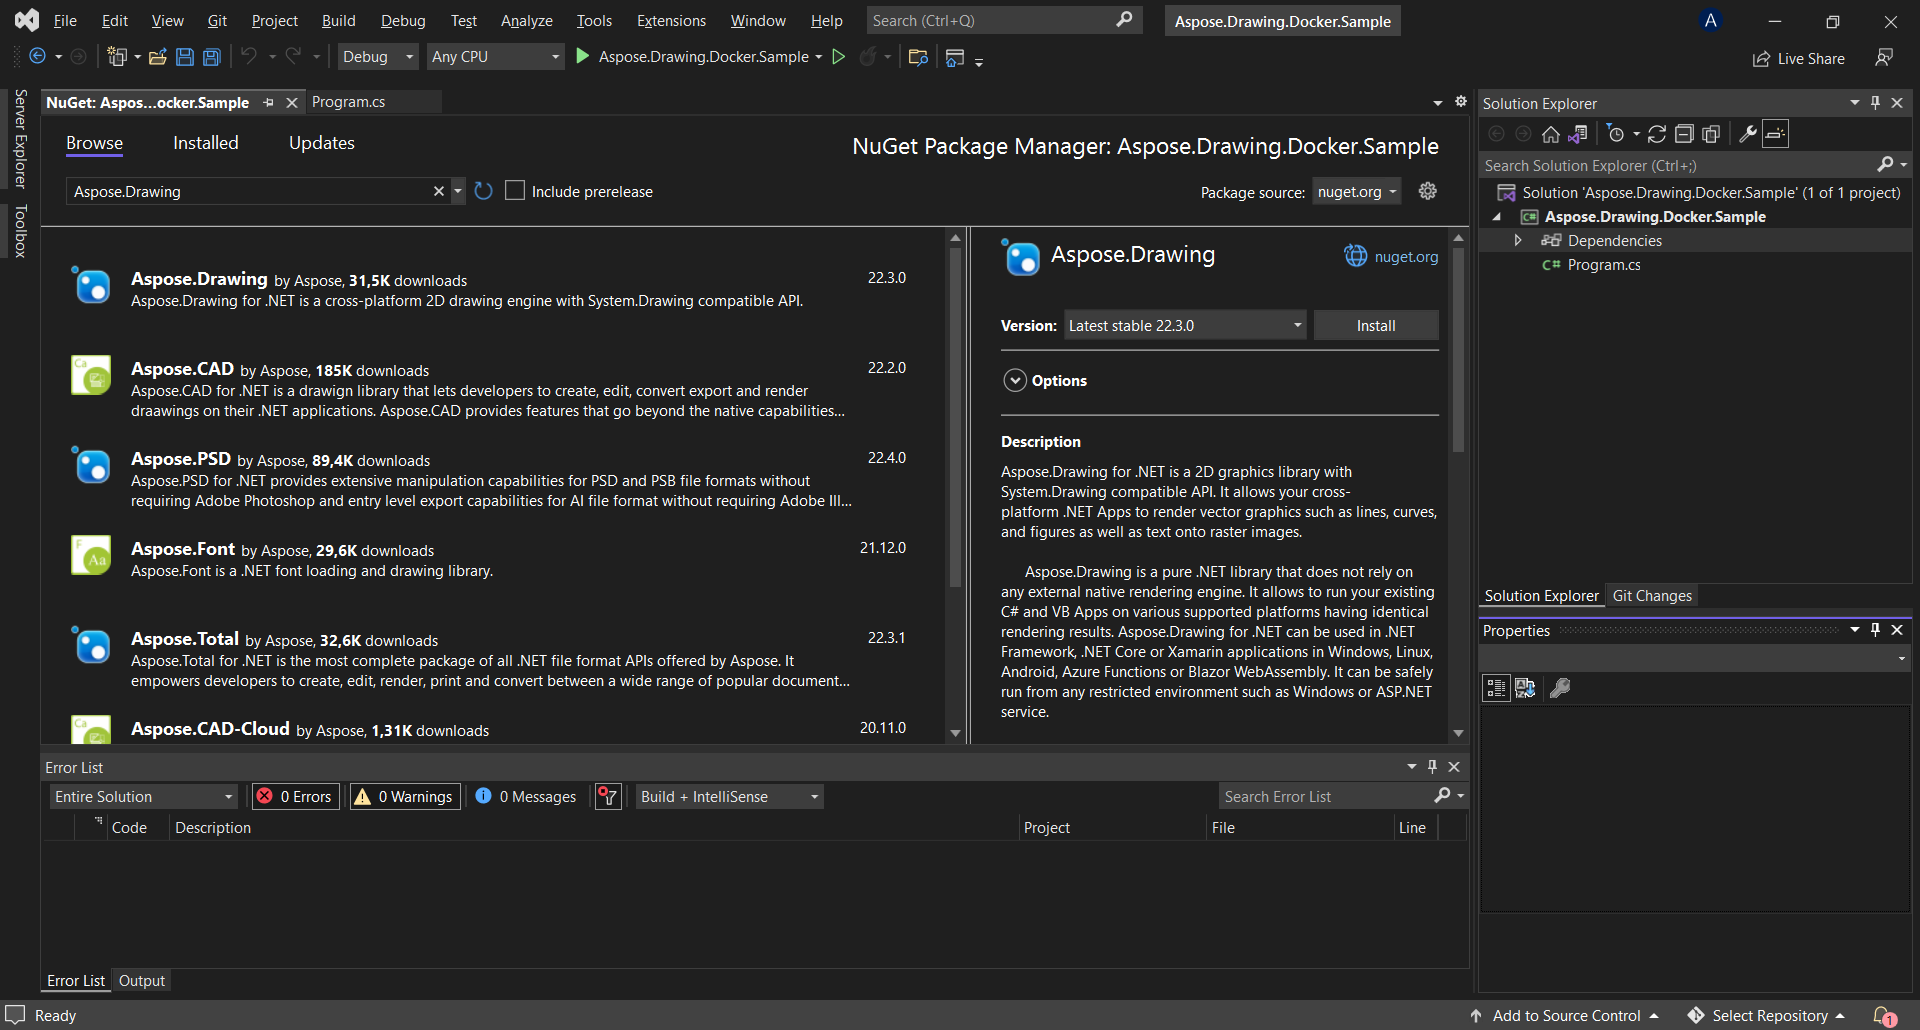 File Edit View Git Project Build Debug Test Analyze Tools Extensions Window Help Search (Ctrl+Q) Aspose.Drawing.Docker.Sample A
Debug Any CPU Aspose.Drawing.Docker.Sample Live Share
Server Explorer
Toolbox
NuGet: Aspos...ocker.Sample Program.cs
Browse Installed Updates NuGet Package Manager: Aspose.Drawing.Docker.Sample
Aspose.Drawing Include prerelease Package source: nuget.org
Aspose.Drawing by Aspose, 31,5K downloads 22.3.0
Aspose.Drawing for .NET is a cross-platform 2D drawing engine with System.Drawing compatible API.
Ca
Aspose.CAD by Aspose, 185K downloads 22.2.0
Aspose.CAD for .NET is a drawign library that lets developers to create, edit, convert export and render
draawings on their .NET applications. Aspose.CAD provides features that go beyond the native capabilities...
Aspose.PSD by Aspose, 89,4K downloads 22.4.0
Aspose.PSD for .NET provides extensive manipulation capabilities for PSD and PSB file formats without
requiring Adobe Photoshop and entry level export capabilities for AI file format without requiring Adobe Ill...
F
Aa
Aspose.Font by Aspose, 29,6K downloads 21.12.0
Aspose.Font is a .NET font loading and drawing library.
Aspose.Total by Aspose, 32,6K downloads 22.3.1
Aspose.Total for .NET is the most complete package of all .NET file format APIs offered by Aspose. It
empowers developers to create, edit, render, print and convert between a wide range of popular document...
Ca
Aspose.CAD-Cloud by Aspose, 1,31K downloads 20.11.0
Aspose.Drawing nuget.org
Version: Latest stable 22.3.0 Install
Options
Description
Aspose.Drawing for .NET is a 2D graphics library with
System.Drawing compatible API. It allows your cross-
platform .NET Apps to render vector graphics such as lines, curves,
and figures as well as text onto raster images.
Aspose.Drawing is a pure .NET library that does not rely on
any external native rendering engine. It allows to run your existing
C# and VB Apps on various supported platforms having identical
rendering results. Aspose.Drawing for .NET can be used in .NET
Framework, .NET Core or Xamarin applications in Windows, Linux,
Android, Azure Functions or Blazor WebAssembly. It can be safely
run from any restricted environment such as Windows or ASP.NET
service.
Solution Explorer
Search Solution Explorer (Ctrl+;)
Solution 'Aspose.Drawing.Docker.Sample' (1 of 1 project)
C# Aspose.Drawing.Docker.Sample
Dependencies
C# Program.cs
Solution Explorer Git Changes
Properties
Error List
Entire Solution 0 Errors 0 Warnings 0 Messages Build + IntelliSense Search Error List
Code Description Project File Line
Error List Output
Ready Add to Source Control Select Repository 1